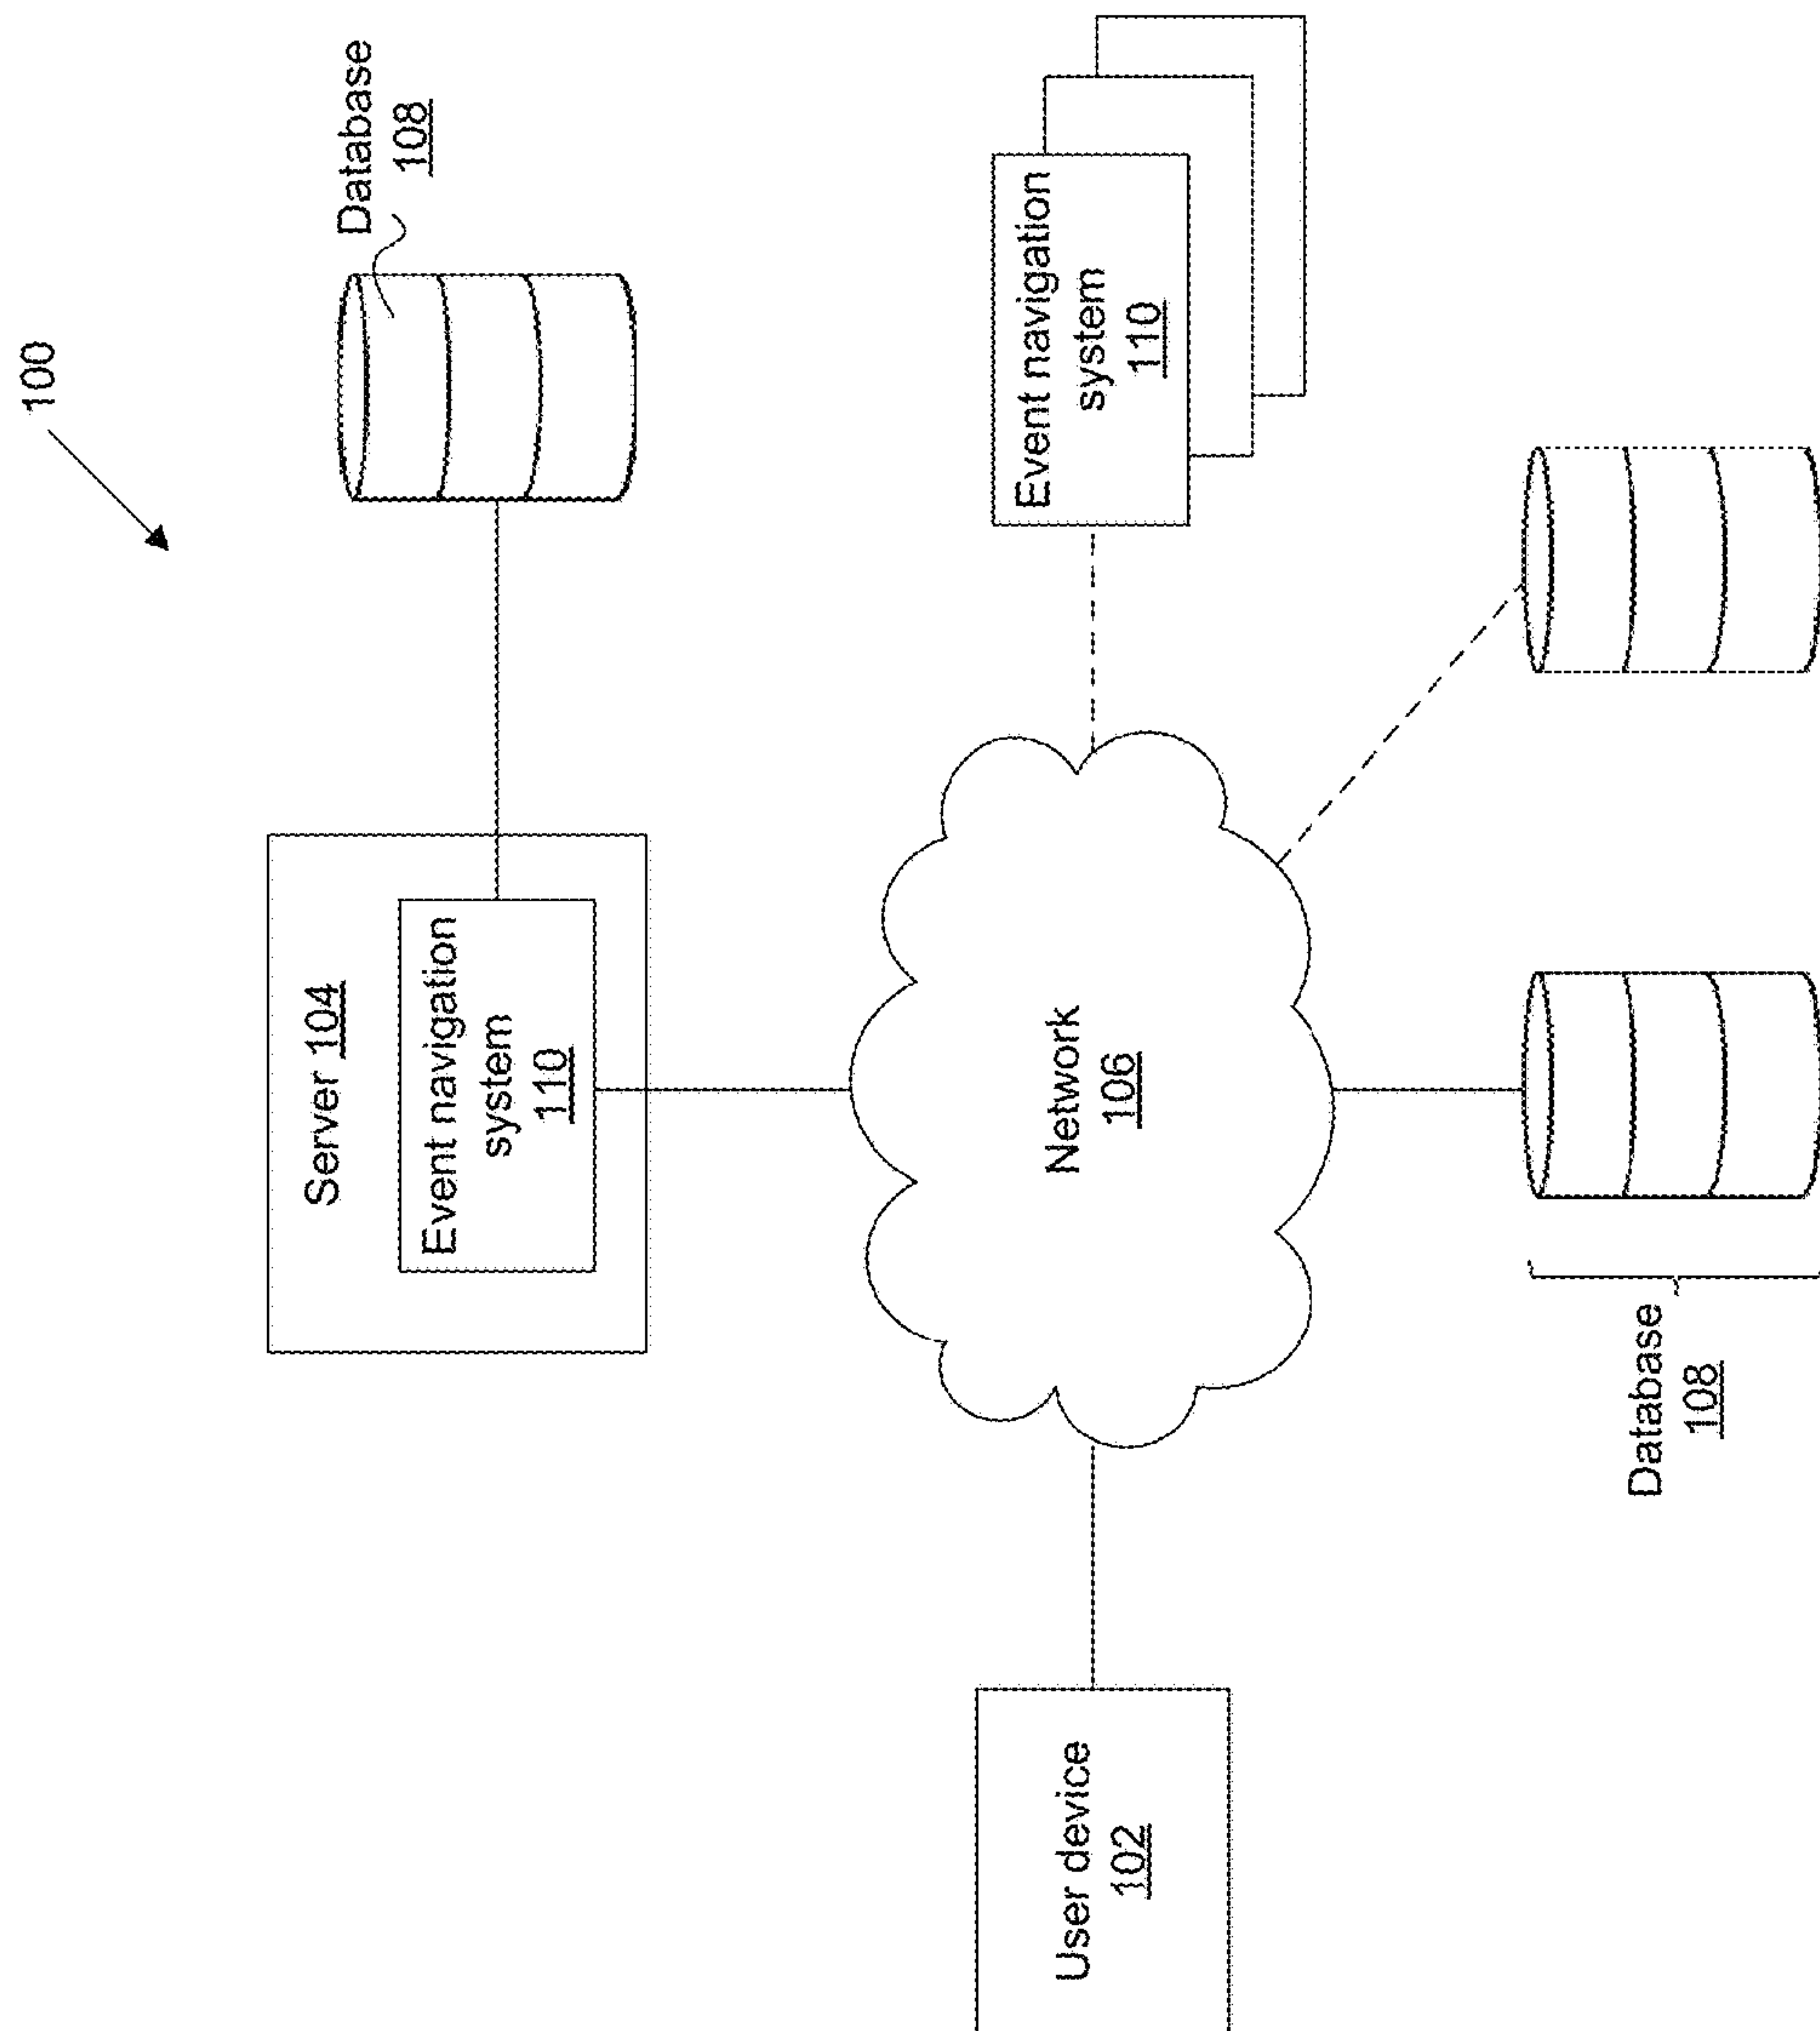 100
Server 104
Event navigation
system
110
Database
108
User device
102
Network
106
Event navigation
system
110
Database
108